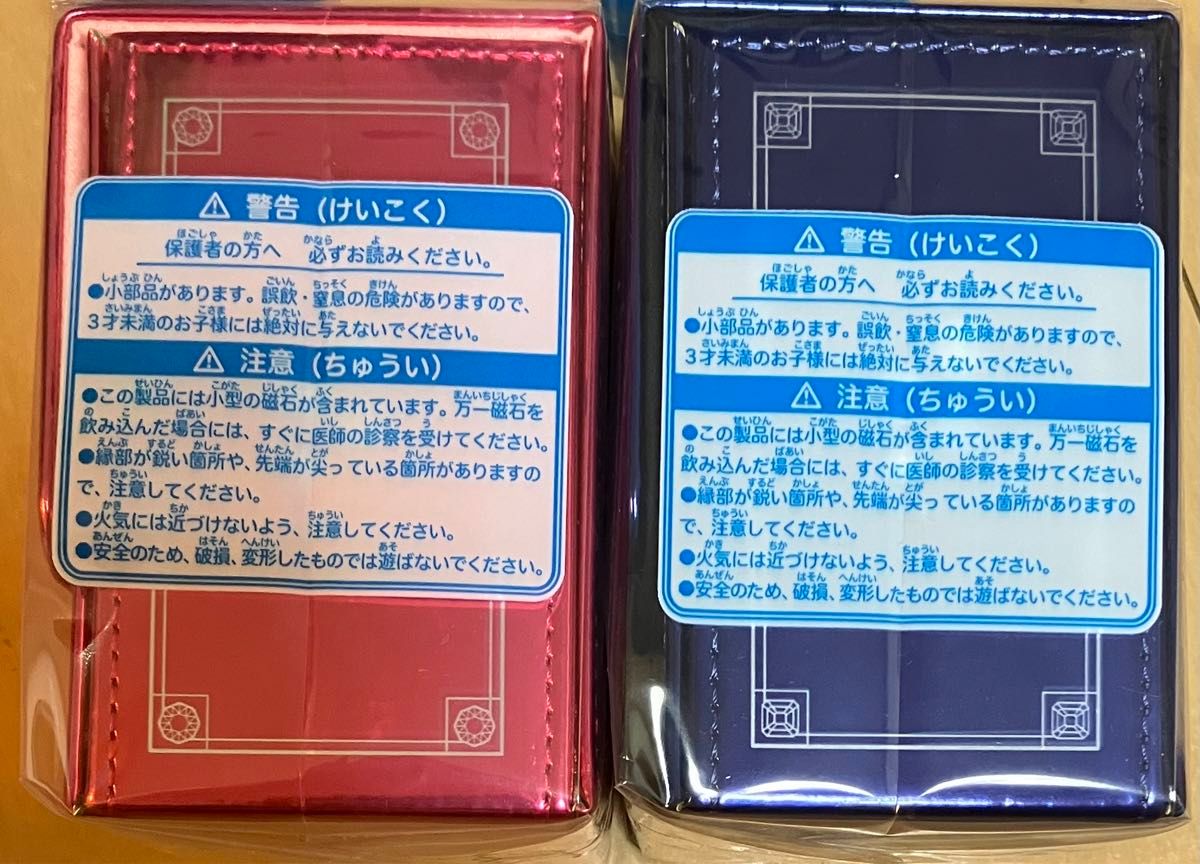 ⚠ 警告（けいこく）
保護者の方へ　必ずお読みください。
●小部品があります。誤飲・窒息の危険がありますので、
３才未満のお子様には絶対に与えないでください。
⚠ 注意（ちゅうい）
●この製品には小型の磁石が含まれています。万一磁石を
飲み込んだ場合には、すぐに医師の診察を受けてください。
●縁部が鋭い箇所や、先端が尖っている箇所がありますの
で、注意してください。
●火気には近づけないよう、注意してください。
●安全のため、破損、変形したものでは遊ばないでください。
⚠ 警告（けいこく）
保護者の方へ　必ずお読みください。
●小部品があります。誤飲・窒息の危険がありますので、
３才未満のお子様には絶対に与えないでください。
⚠ 注意（ちゅうい）
●この製品には小型の磁石が含まれています。万一磁石を
飲み込んだ場合には、すぐに医師の診察を受けてください。
●縁部が鋭い箇所や、先端が尖っている箇所がありますの
で、注意してください。
●火気には近づけないよう、注意してください。
●安全のため、破損、変形したものでは遊ばないでください。